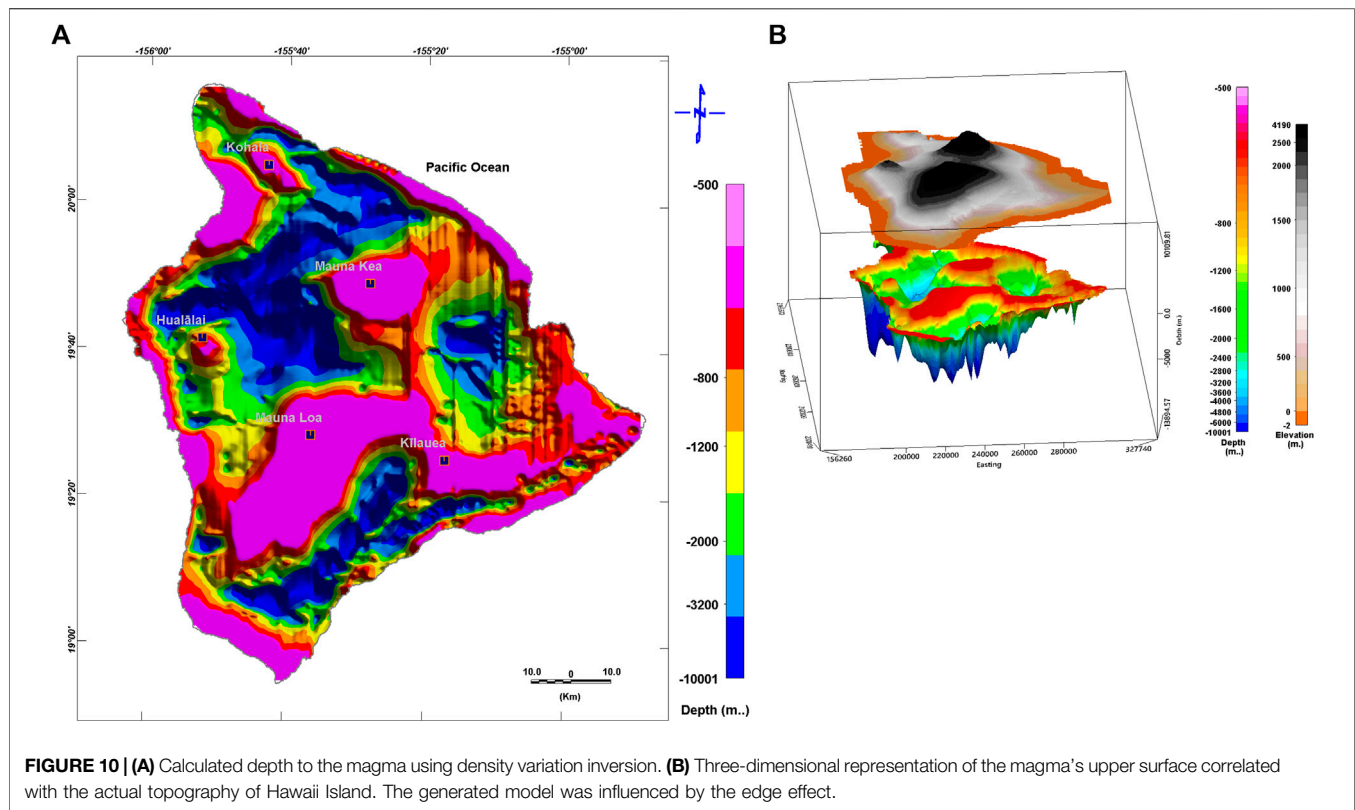 A
-156°00'
-155°40'
-155°20'
-155°00'
20°00'
19°40'
19°20'
19°00'
Kohala
Pacific Ocean
Mauna Kea
Hualālai
Mauna Loa
Kīlauea
10.0 0 10.0
(Km)
N
-500
-800
-1200
-2000
-3200
-10001
Depth (m..)
B
10109.81
0.0
Depth (m.)
-5000
-13894.57
156260
200000
220000
240000
260000
280000
327740
Easting
-500
-800
-1200
-1600
-2000
-2400
-2800
-3200
-3600
-4000
-4800
-6000
-10001
Depth
(m..)
4190
2500
2000
1500
1000
500
0
-2
Elevation
(m.)
FIGURE 10 | (A) Calculated depth to the magma using density variation inversion. (B) Three-dimensional representation of the magma's upper surface correlated
with the actual topography of Hawaii Island. The generated model was influenced by the edge effect.